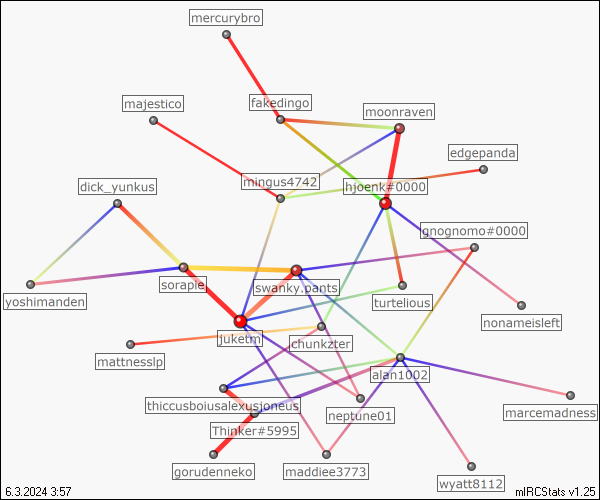 mercurybro
majestico
fakedingo
moonraven
edgepanda
mingus4742
hjoenk#0000
dick_yunkus
gnognomo#0000
sorapie
swanky.pants
yoshimanden
turtelious
nonameisleft
juketm
chunkzter
mattnesslp
alan1002
thiccusboiusalexusjoneus
neptune01
marcemadness
Thinker#5995
gorudenneko
maddiee3773
wyatt8112
6.3.2024 3:57
mIRCStats v1.25